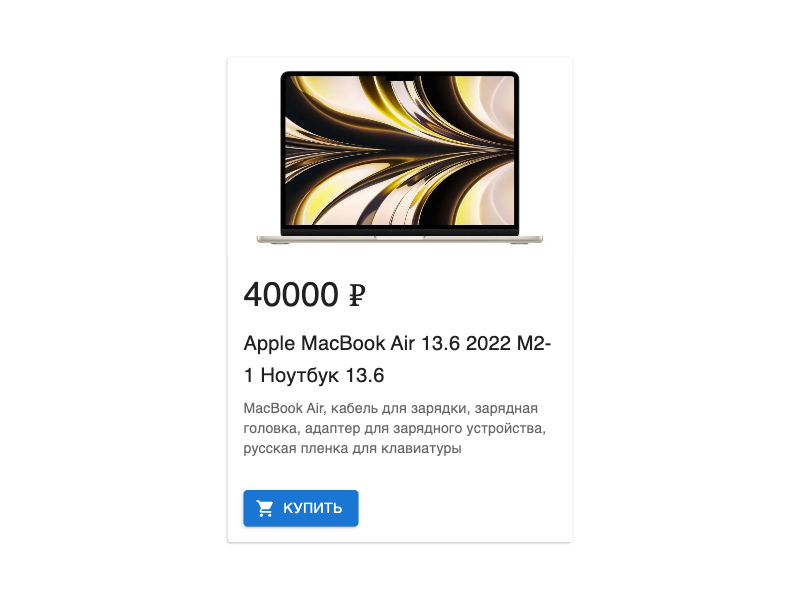 40000 ₽
Apple MacBook Air 13.6 2022 M2-
1 Ноутбук 13.6
MacBook Air, кабель для зарядки, зарядная
головка, адаптер для зарядного устройства,
русская пленка для клавиатуры
КУПИТЬ